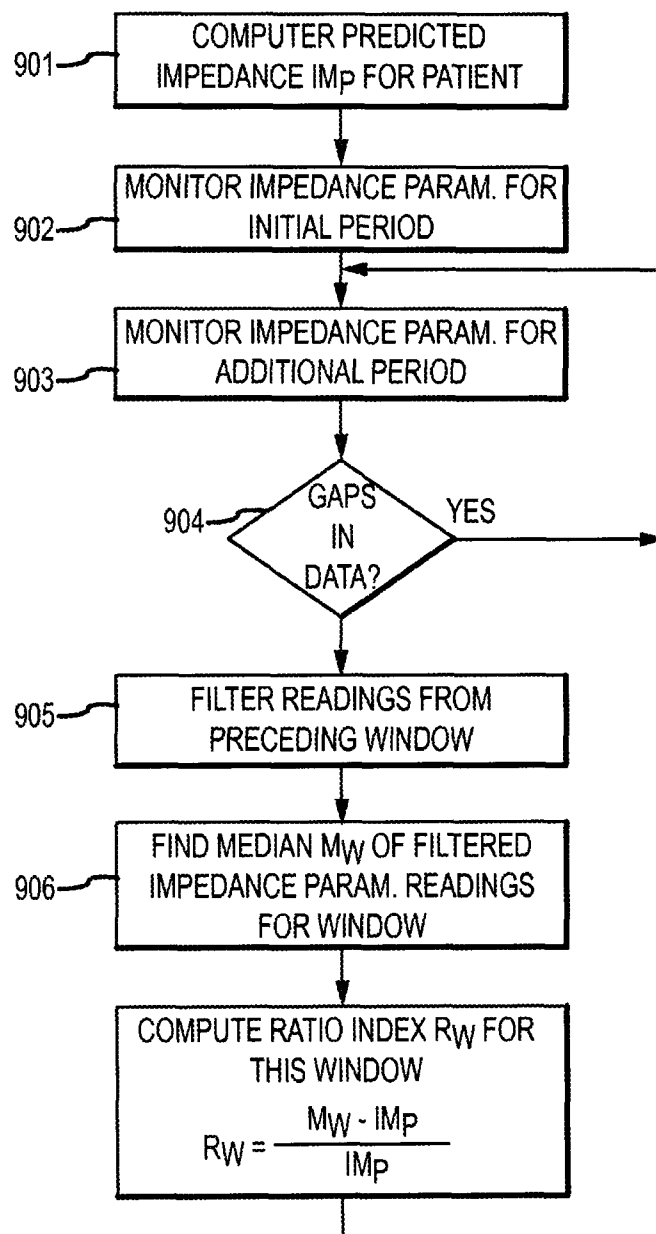 901
COMPUTER PREDICTED
IMPEDANCE IMP FOR PATIENT
902
MONITOR IMPEDANCE PARAM. FOR
INITIAL PERIOD
903
MONITOR IMPEDANCE PARAM. FOR
ADDITIONAL PERIOD
904
GAPS
IN
DATA?
YES
905
FILTER READINGS FROM
PRECEDING WINDOW
906
FIND MEDIAN MW OF FILTERED
IMPEDANCE PARAM. READINGS
FOR WINDOW
COMPUTE RATIO INDEX RW FOR
THIS WINDOW
RW = MW - IMP
IMP